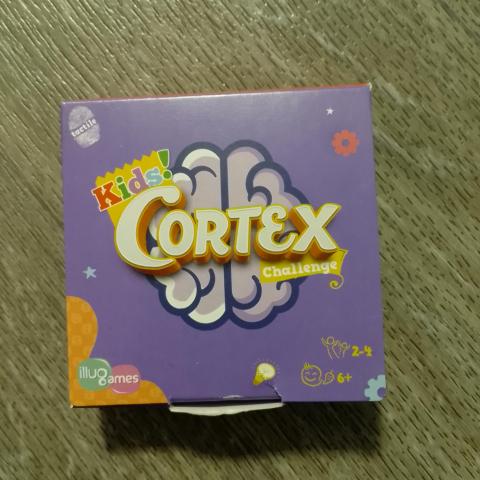 tactile
Kids!
CORTEX
Challenge
2-4
illugames
6+